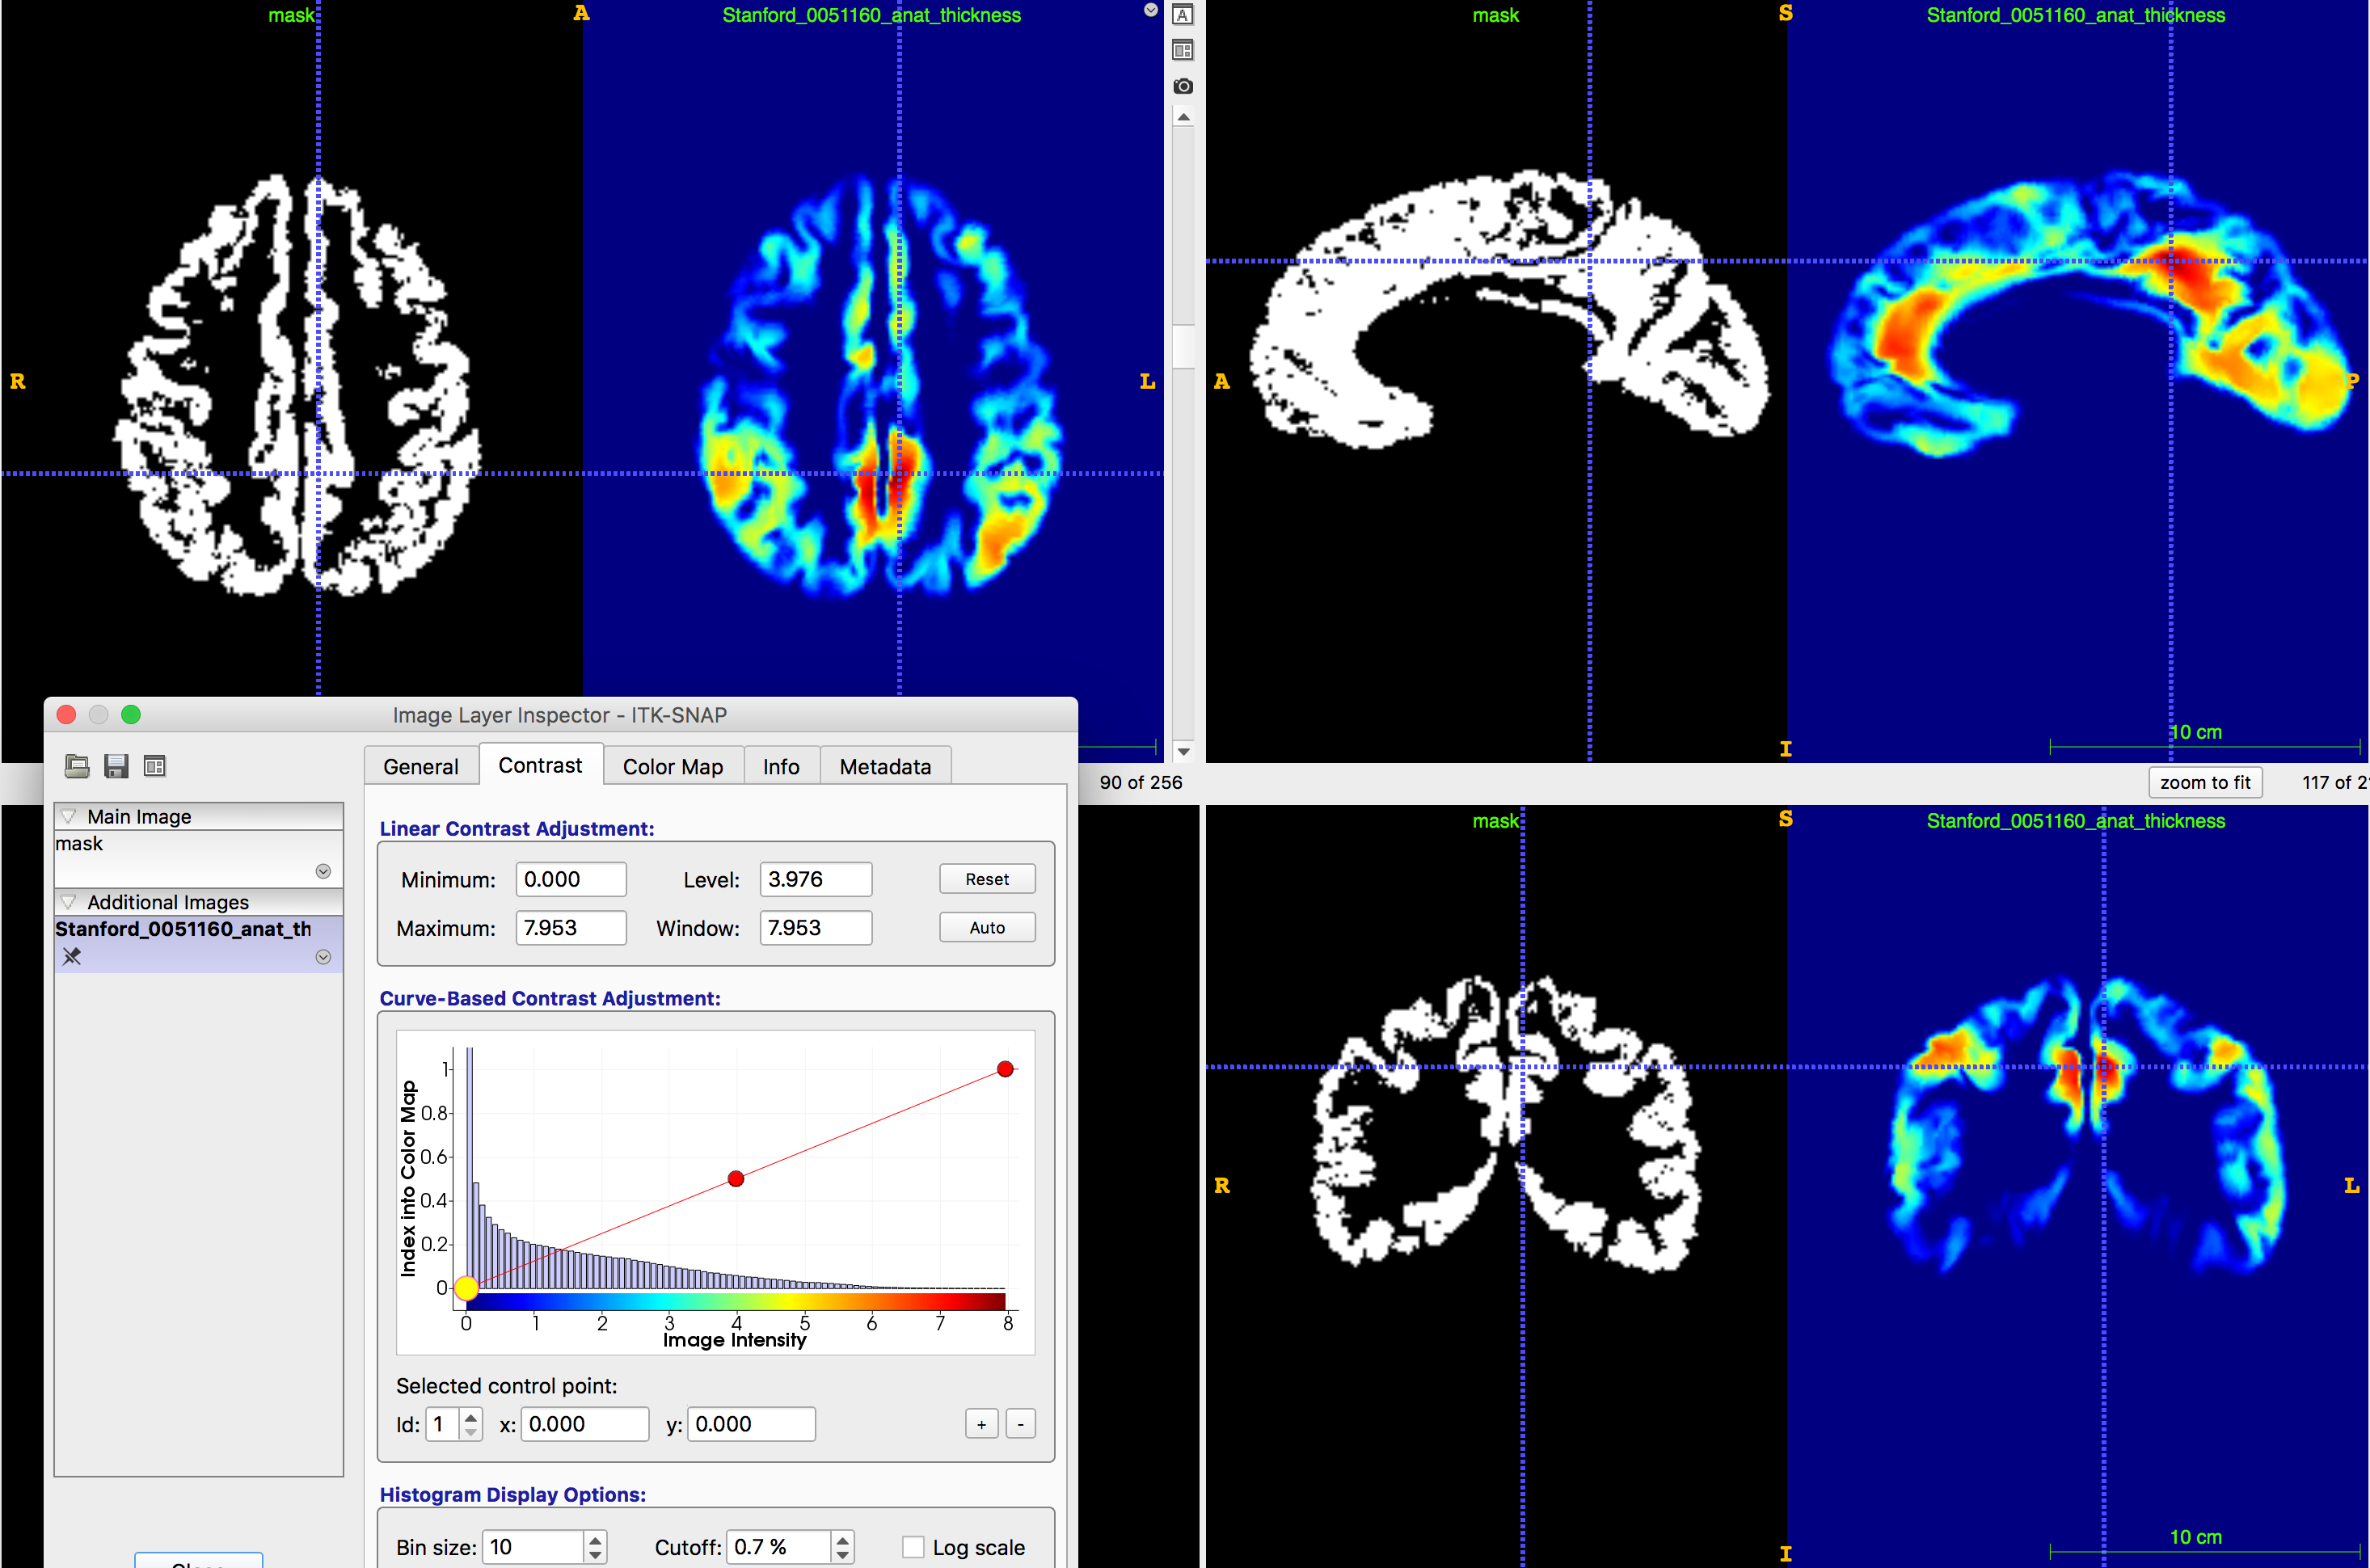 mask A Stanford_0051160_anat_thickness
R L
mask S Stanford_0051160_anat_thickness
A P
I 10 cm
90 of 256
zoom to fit 117 of 2
Image Layer Inspector - ITK-SNAP
General Contrast Color Map Info Metadata
Main Image
mask
Additional Images
Stanford_0051160_anat_th
Linear Contrast Adjustment:
Minimum: 0.000 Level: 3.976 Reset
Maximum: 7.953 Window: 7.953 Auto
Curve-Based Contrast Adjustment:
Index into Color Map
1
0.8
0.6
0.4
0.2
0
0 1 2 3 4 5 6 7 8
Image Intensity
Selected control point:
Id: 1 x: 0.000 y: 0.000 + -
Histogram Display Options:
Bin size: 10 Cutoff: 0.7 % Log scale
mask S Stanford_0051160_anat_thickness
R L
I 10 cm